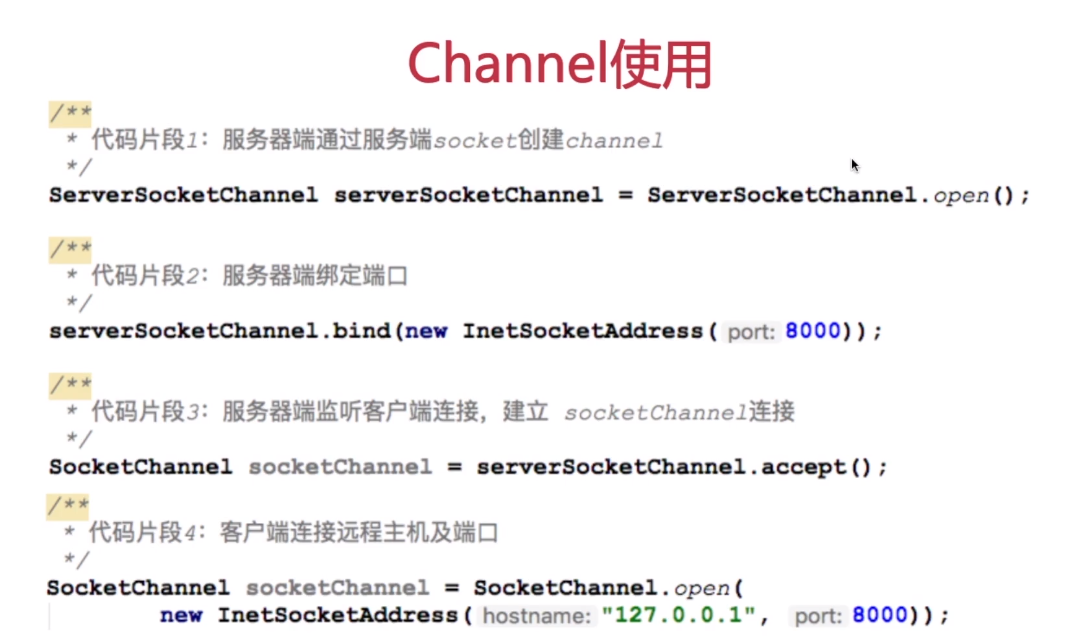 Channel使用
/**
* 代码片段1：服务器端通过服务端socket创建channel
*/
ServerSocketChannel serverSocketChannel = ServerSocketChannel.open();
/**
* 代码片段2：服务器端绑定端口
*/
serverSocketChannel.bind(new InetSocketAddress( port: 8000));
/**
* 代码片段3：服务器端监听客户端连接，建立 socketChannel连接
*/
SocketChannel socketChannel = serverSocketChannel.accept();
/**
* 代码片段4：客户端连接远程主机及端口
*/
SocketChannel socketChannel = SocketChannel.open(
new InetSocketAddress( hostname: "127.0.0.1", port: 8000));